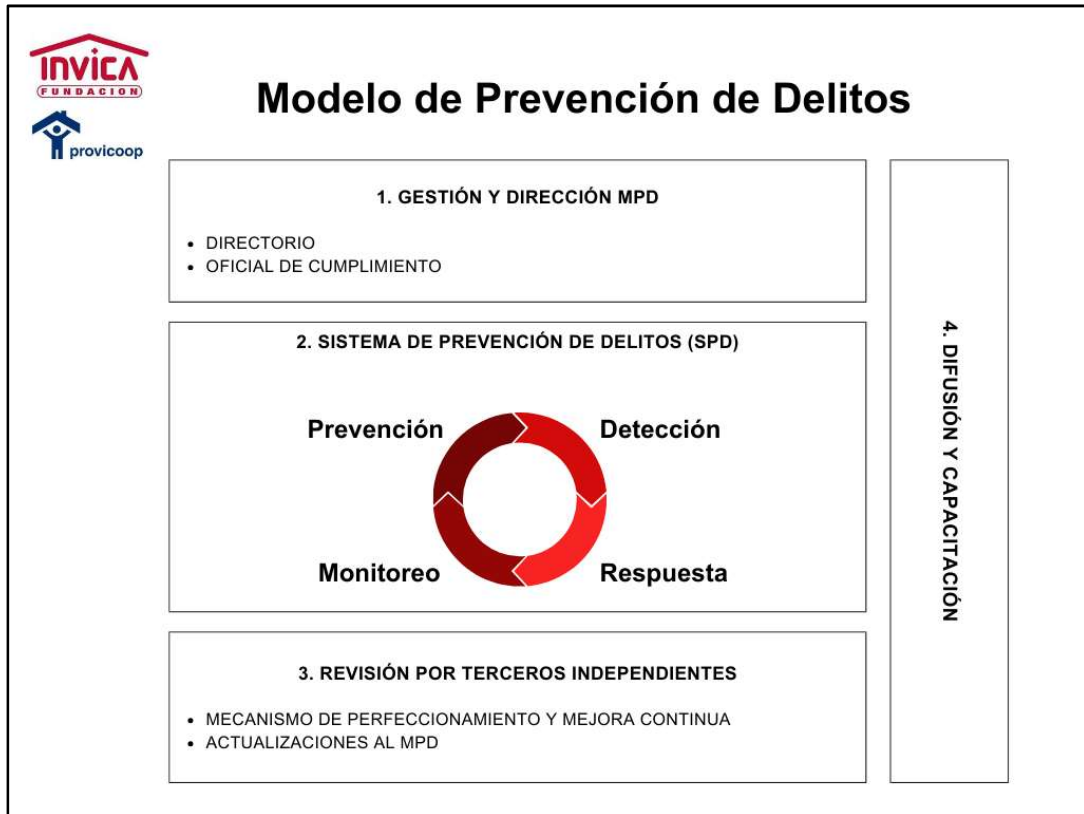 INVICA
FUNDACION
provicoop
Modelo de Prevención de Delitos
1. GESTIÓN Y DIRECCIÓN MPD
• DIRECTORIO
• OFICIAL DE CUMPLIMIENTO
2. SISTEMA DE PREVENCIÓN DE DELITOS (SPD)
Prevención
Detección
Monitoreo
Respuesta
3. REVISIÓN POR TERCEROS INDEPENDIENTES
• MECANISMO DE PERFECCIONAMIENTO Y MEJORA CONTINUA
• ACTUALIZACIONES AL MPD
4. DIFUSIÓN Y CAPACITACIÓN